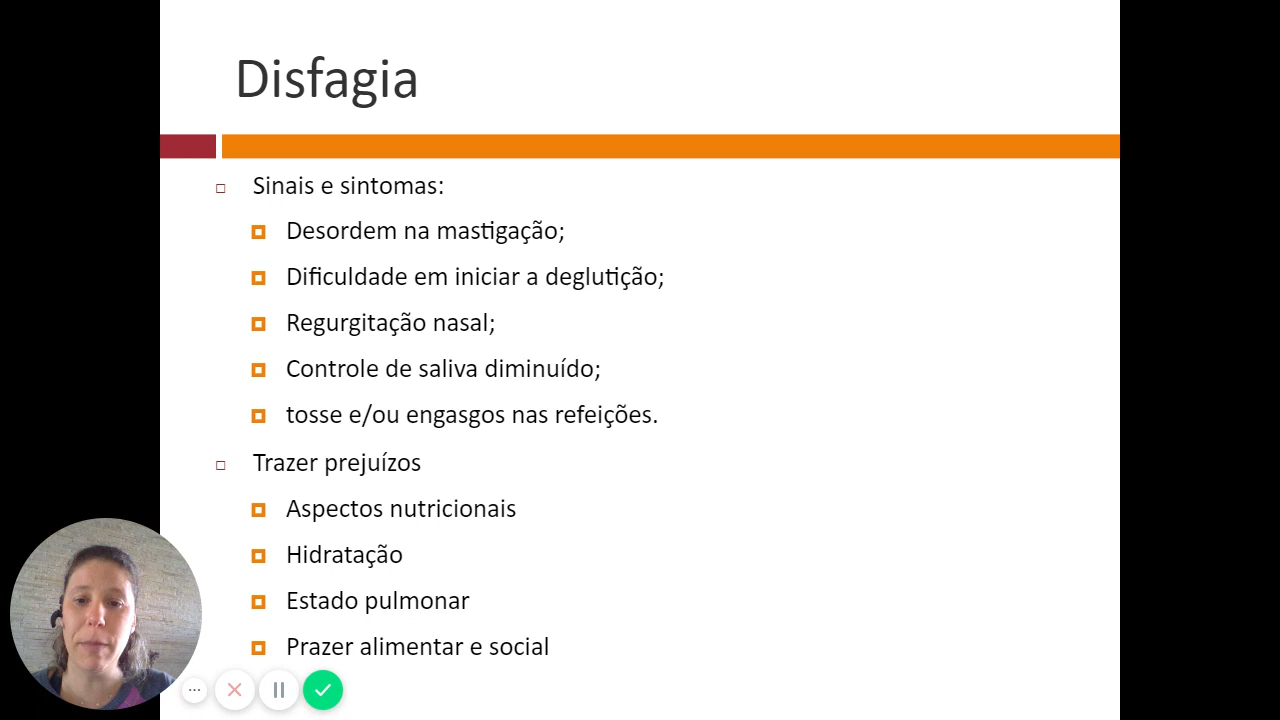 Disfagia
Sinais e sintomas:
Desordem na mastigação;
Dificuldade em iniciar a deglutição;
Regurgitação nasal;
Controle de saliva diminuído;
tosse e/ou engasgos nas refeições.
Trazer prejuízos
Aspectos nutricionais
Hidratação
Estado pulmonar
Prazer alimentar e social